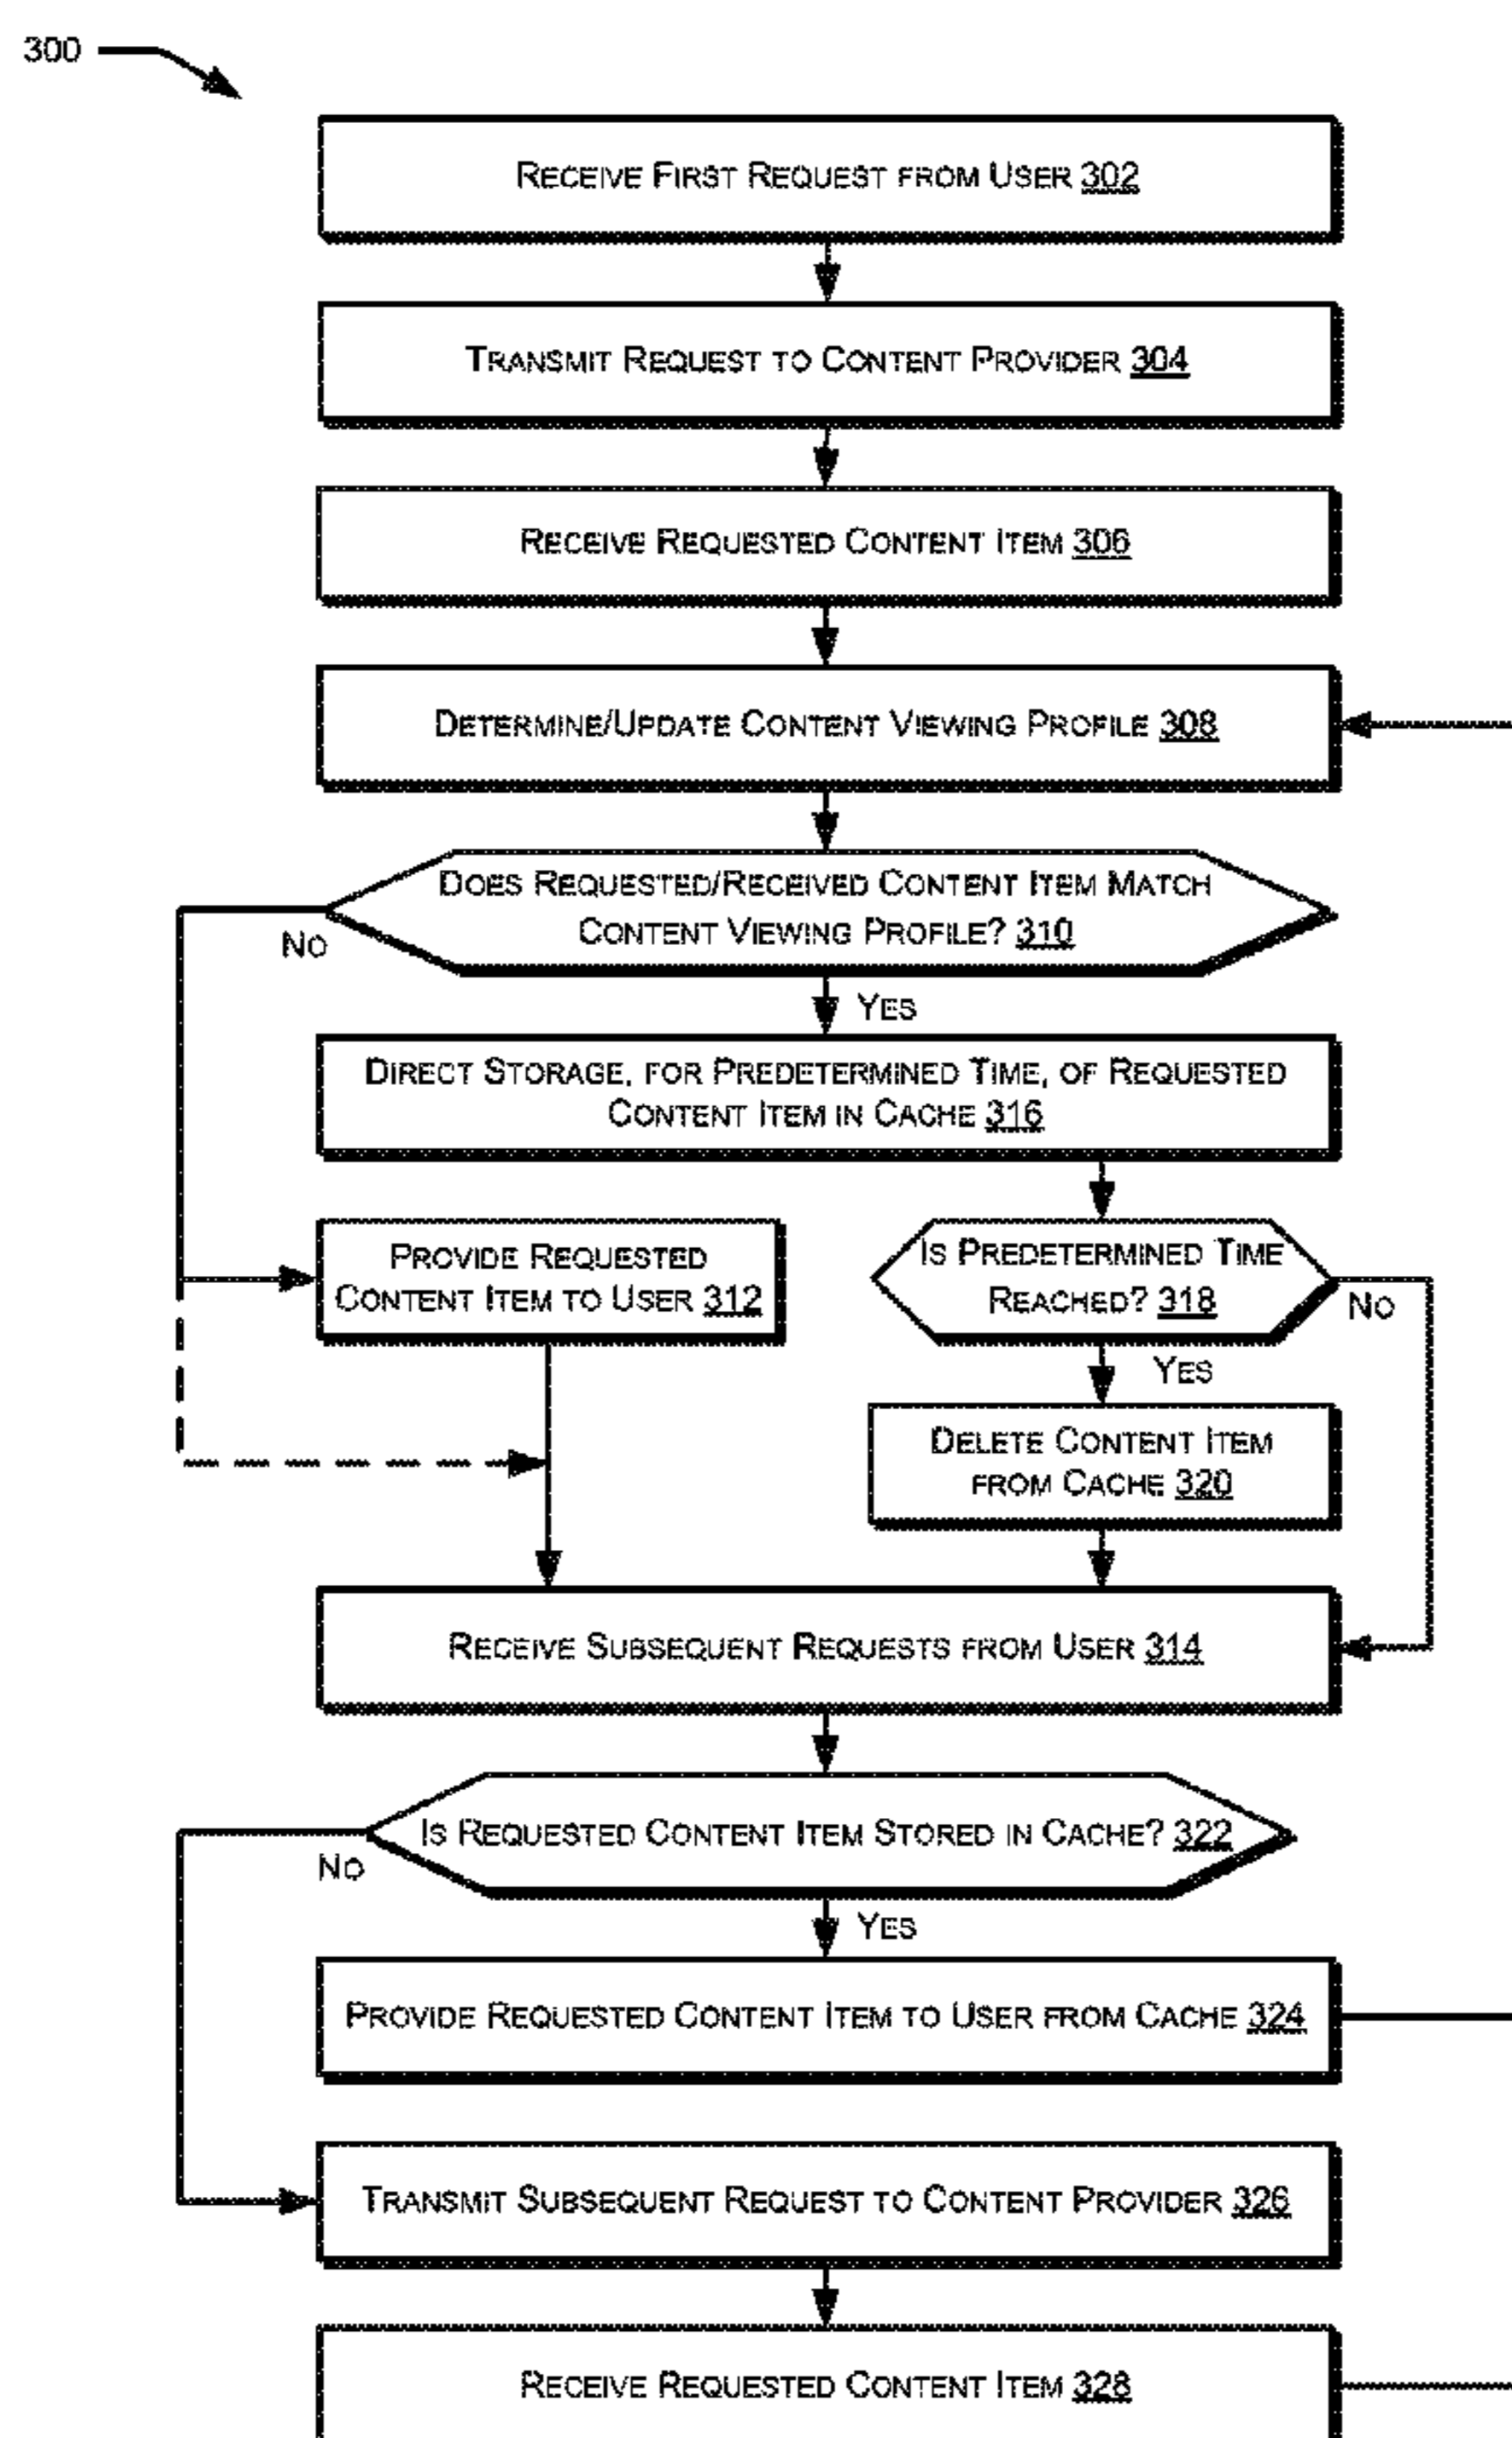 300
RECEIVE FIRST REQUEST FROM USER 302
TRANSMIT REQUEST TO CONTENT PROVIDER 304
RECEIVE REQUESTED CONTENT ITEM 306
DETERMINE/UPDATE CONTENT VIEWING PROFILE 308
DOES REQUESTED/RECEIVED CONTENT ITEM MATCH
CONTENT VIEWING PROFILE? 310
NO
YES
DIRECT STORAGE, FOR PREDETERMINED TIME, OF REQUESTED
CONTENT ITEM IN CACHE 316
PROVIDE REQUESTED
CONTENT ITEM TO USER 312
IS PREDETERMINED TIME
REACHED? 318
NO
YES
DELETE CONTENT ITEM
FROM CACHE 320
RECEIVE SUBSEQUENT REQUESTS FROM USER 314
IS REQUESTED CONTENT ITEM STORED IN CACHE? 322
NO
YES
PROVIDE REQUESTED CONTENT ITEM TO USER FROM CACHE 324
TRANSMIT SUBSEQUENT REQUEST TO CONTENT PROVIDER 326
RECEIVE REQUESTED CONTENT ITEM 328